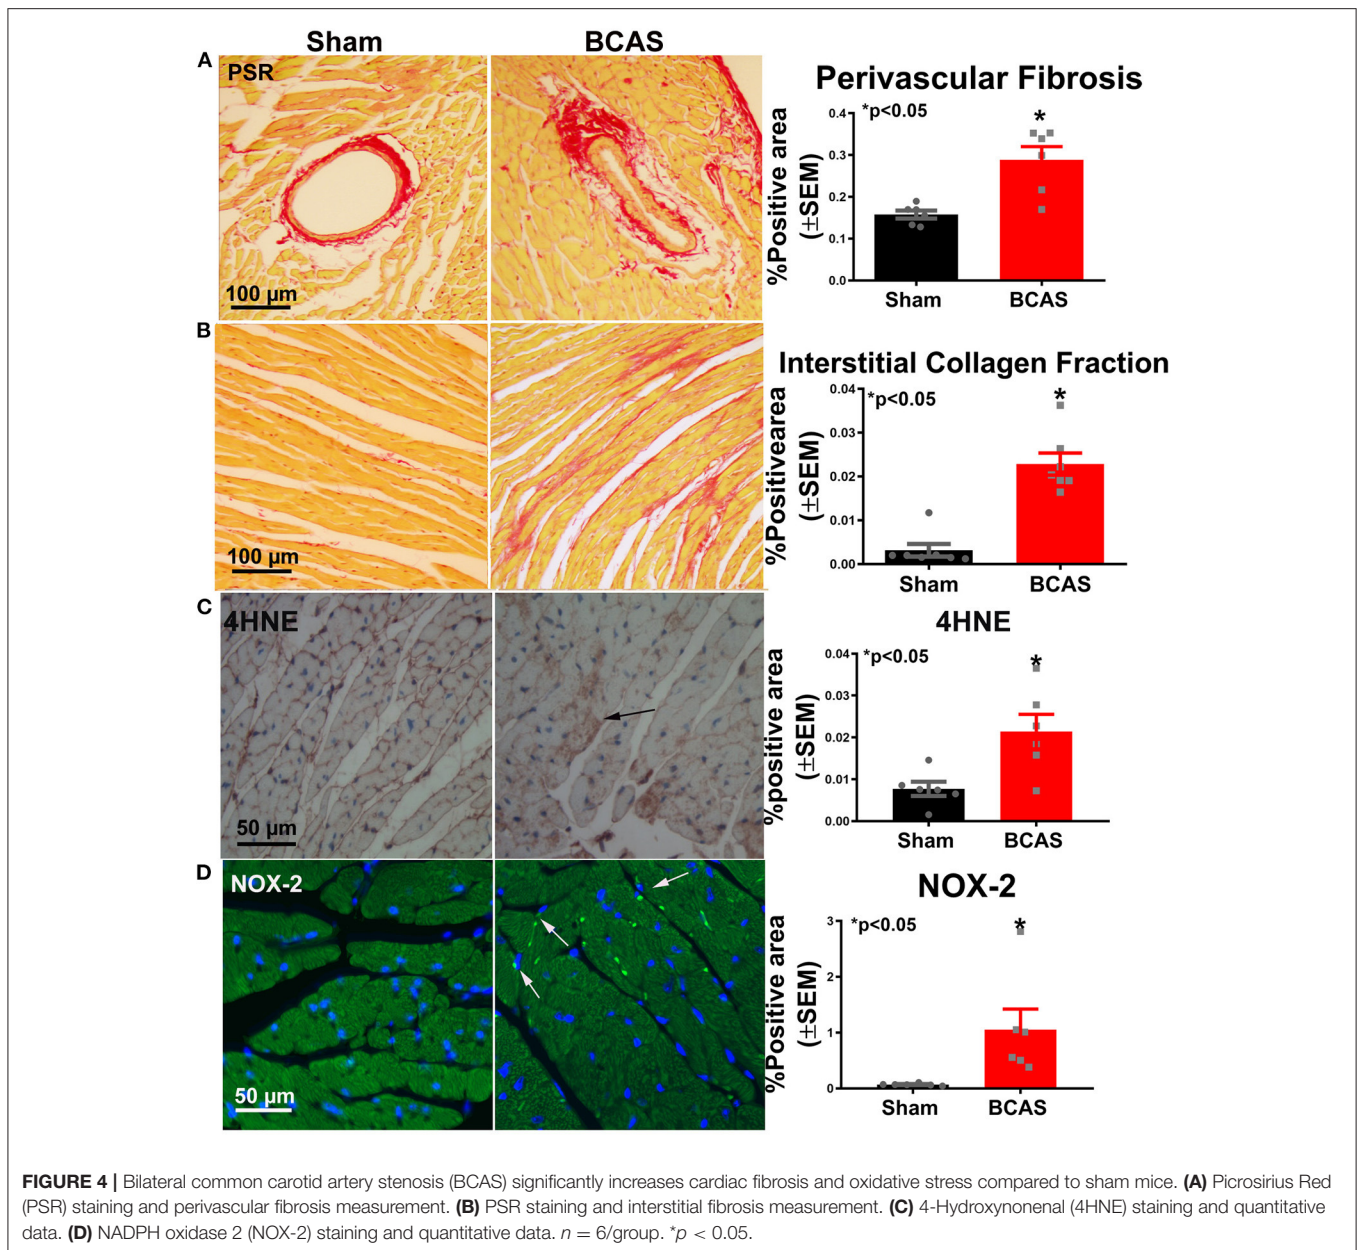 Sham
BCAS
A
PSR
100 µm
Perivascular Fibrosis
*p<0.05
*
%Positive area
(±SEM)
0.4
0.3
0.2
0.1
0.0
Sham
BCAS
B
100 µm
Interstitial Collagen Fraction
*p<0.05
*
%Positivearea
(±SEM)
0.04
0.03
0.02
0.01
0.00
Sham
BCAS
C
4HNE
50 µm
4HNE
*p<0.05
*
%positive area
(±SEM)
0.04
0.03
0.02
0.01
0.00
Sham
BCAS
D
NOX-2
50 µm
NOX-2
*p<0.05
*
%Positive area
(±SEM)
3
2
1
0
Sham
BCAS
FIGURE 4 | Bilateral common carotid artery stenosis (BCAS) significantly increases cardiac fibrosis and oxidative stress compared to sham mice. (A) Picrosirius Red
(PSR) staining and perivascular fibrosis measurement. (B) PSR staining and interstitial fibrosis measurement. (C) 4-Hydroxynonenal (4HNE) staining and quantitative
data. (D) NADPH oxidase 2 (NOX-2) staining and quantitative data. n = 6/group. *p < 0.05.